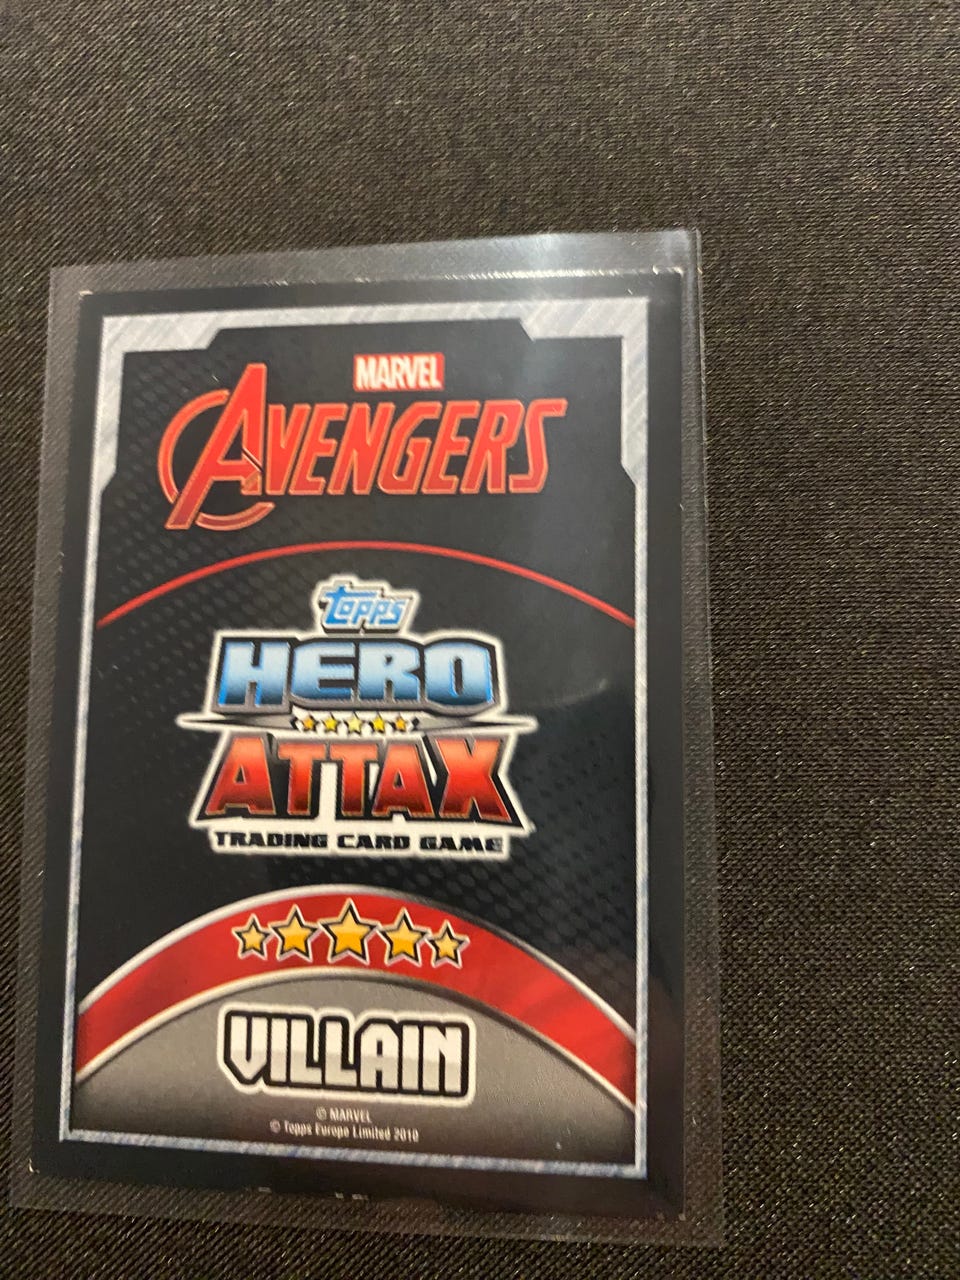 MARVEL
AVENGERS
topps
HERO
ATTAX
TRADING CARD GAME
VILLAIN
© MARVEL
© Topps Europe Limited 2010